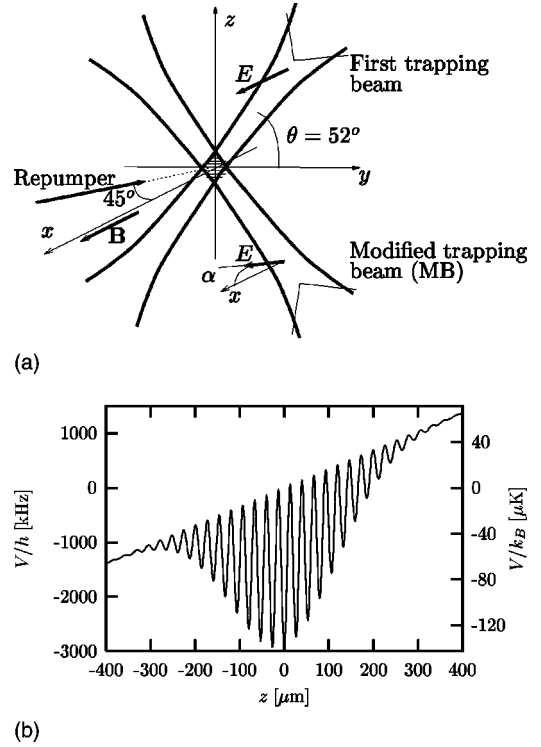 (a)
z
First trapping
beam
E
θ = 52°
y
Repumper
45°
x
B
E
α
x
Modified trapping
beam (MB)
(b)
V/h [kHz]
1000
0
-1000
-2000
-3000
40
0
-40
-80
-120
V/k_B [μK]
-400 -300 -200 -100 0 100 200 300 400
z [μm]